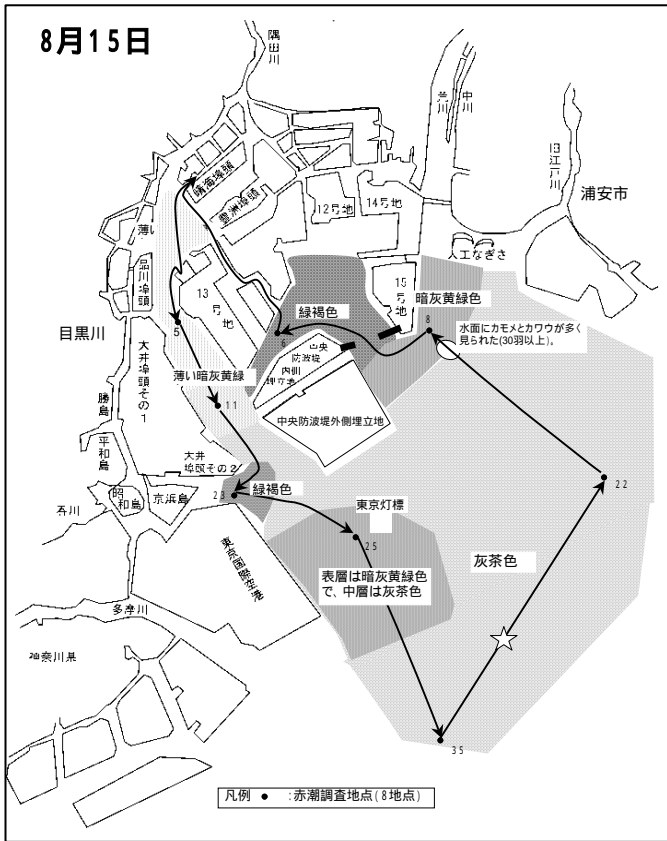 8月15日
隅田川
荒川
中川
旧江戸川
浦安市
人工なぎさ
晴海埠頭
豊洲埠頭
12号地
14号地
15号地
13号地
薄い
品川埠頭
目黒川
5
緑褐色
6
暗灰黄緑色
8
水面にカモメとカワウが多く
見られた(30羽以上)。
中央
防波堤
内側
埋立地
中央防波堤外側埋立地
薄い暗灰黄緑
11
大井埠頭その1
勝島
平和島
大井
埠頭その2
昭和島
京浜島
23
緑褐色
東京灯標
25
22
灰茶色
表層は暗灰黄緑色
で、中層は灰茶色
東京国際空港
多摩川
神奈川県
35
凡例 ● :赤潮調査地点(8地点)